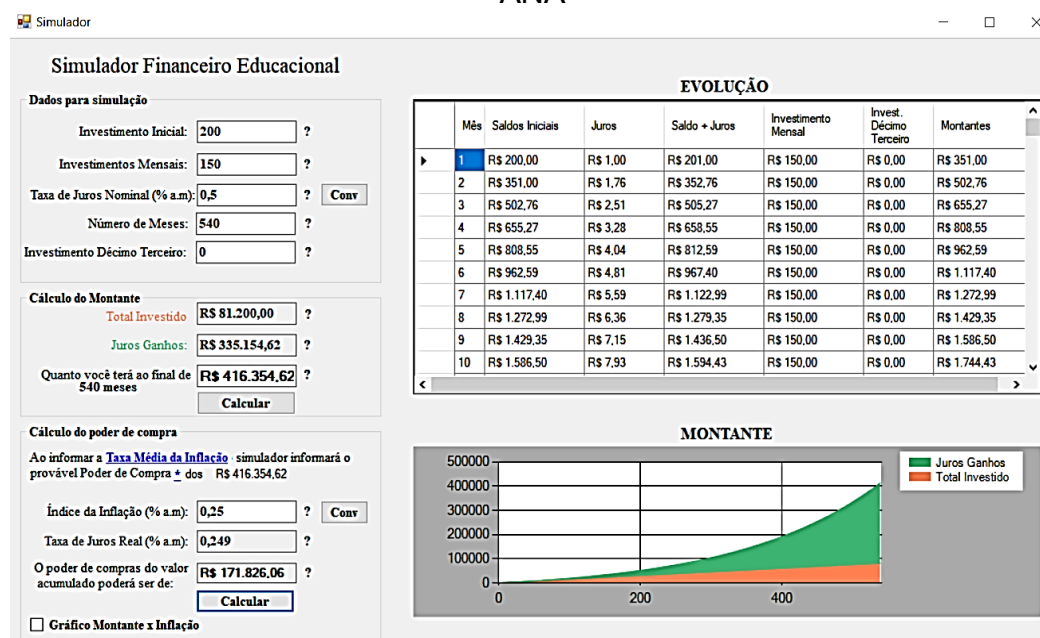 ANA
Simulador
Simulador Financeiro Educacional
Dados para simulação
Investimento Inicial: 200 ?
Investimentos Mensais: 150 ?
Taxa de Juros Nominal (% a.m): 0,5 ? Conv
Número de Meses: 540 ?
Investimento Décimo Terceiro: 0 ?
Cálculo do Montante
Total Investido R$ 81.200,00 ?
Juros Ganhos: R$ 335.154,62 ?
Quanto você terá ao final de
540 meses R$ 416.354,62 ?
Calcular
Cálculo do poder de compra
Ao informar a Taxa Média da Inflação simulador informará o
provável Poder de Compra * dos R$ 416.354,62
Índice da Inflação (% a.m): 0,25 ? Conv
Taxa de Juros Real (% a.m): 0,249 ?
O poder de compras do valor
acumulado poderá ser de: R$ 171.826,06 ?
Calcular
Gráfico Montante x Inflação
EVOLUÇÃO
Mês Saldos Iniciais Juros Saldo + Juros Investimento Mensal Invest. Décimo Terceiro Montantes
1 R$ 200,00 R$ 1,00 R$ 201,00 R$ 150,00 R$ 0,00 R$ 351,00
2 R$ 351,00 R$ 1,76 R$ 352,76 R$ 150,00 R$ 0,00 R$ 502,76
3 R$ 502,76 R$ 2,51 R$ 505,27 R$ 150,00 R$ 0,00 R$ 655,27
4 R$ 655,27 R$ 3,28 R$ 658,55 R$ 150,00 R$ 0,00 R$ 808,55
5 R$ 808,55 R$ 4,04 R$ 812,59 R$ 150,00 R$ 0,00 R$ 962,59
6 R$ 962,59 R$ 4,81 R$ 967,40 R$ 150,00 R$ 0,00 R$ 1.117,40
7 R$ 1.117,40 R$ 5,59 R$ 1.122,99 R$ 150,00 R$ 0,00 R$ 1.272,99
8 R$ 1.272,99 R$ 6,36 R$ 1.279,35 R$ 150,00 R$ 0,00 R$ 1.429,35
9 R$ 1.429,35 R$ 7,15 R$ 1.436,50 R$ 150,00 R$ 0,00 R$ 1.586,50
10 R$ 1.586,50 R$ 7,93 R$ 1.594,43 R$ 150,00 R$ 0,00 R$ 1.744,43
MONTANTE
500000
400000
300000
200000
100000
0
0 200 400
Juros Ganhos
Total Investido